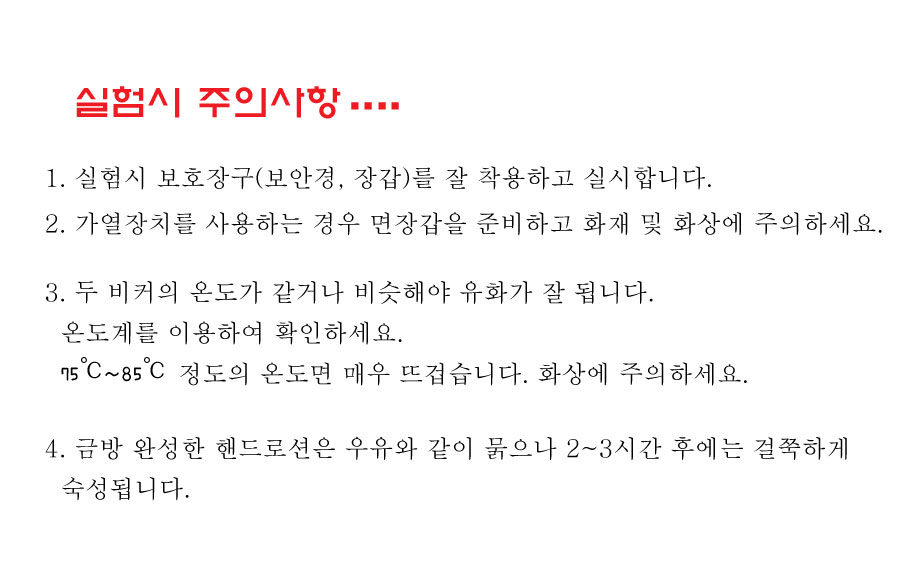 실험시 주의사항 ....
1. 실험시 보호장구(보안경, 장갑)를 잘 착용하고 실시합니다.
2. 가열장치를 사용하는 경우 면장갑을 준비하고 화재 및 화상에 주의하세요.
3. 두 비커의 온도가 같거나 비슷해야 유화가 잘 됩니다.
온도계를 이용하여 확인하세요.
75℃~85℃ 정도의 온도면 매우 뜨겁습니다. 화상에 주의하세요.
4. 금방 완성한 핸드로션은 우유와 같이 묽으나 2~3시간 후에는 걸쭉하게
숙성됩니다.